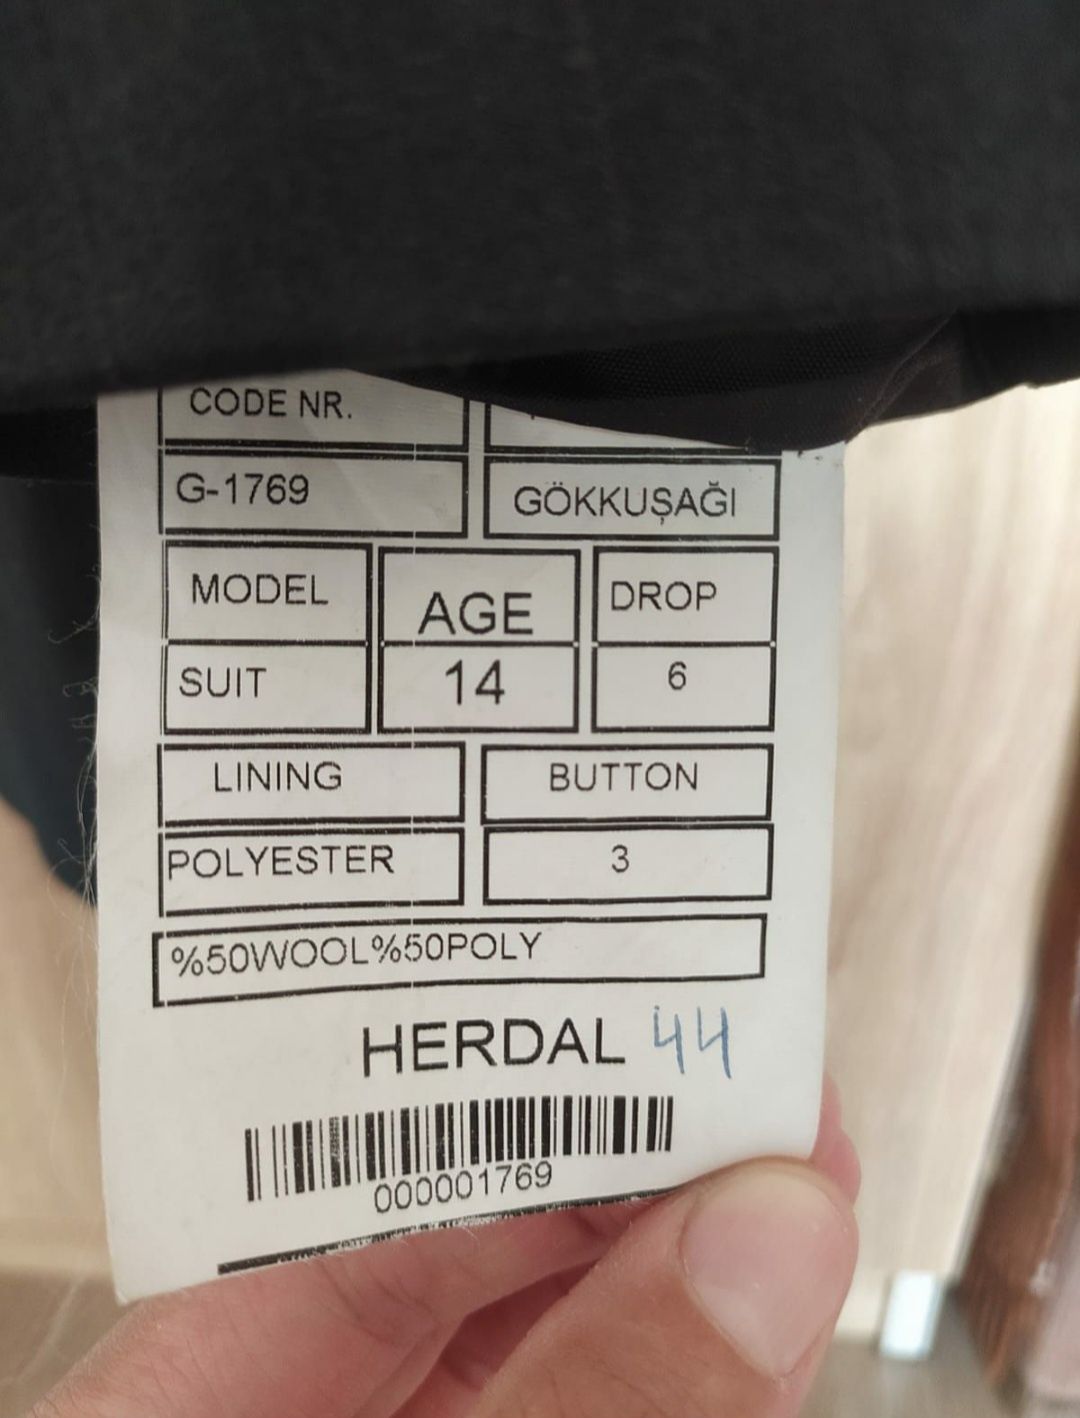 CODE NR.
G-1769 GÖKKUŞAĞI
MODEL AGE DROP
SUIT 14 6
LINING BUTTON
POLYESTER 3
%50WOOL%50POLY
HERDAL 44
000001769